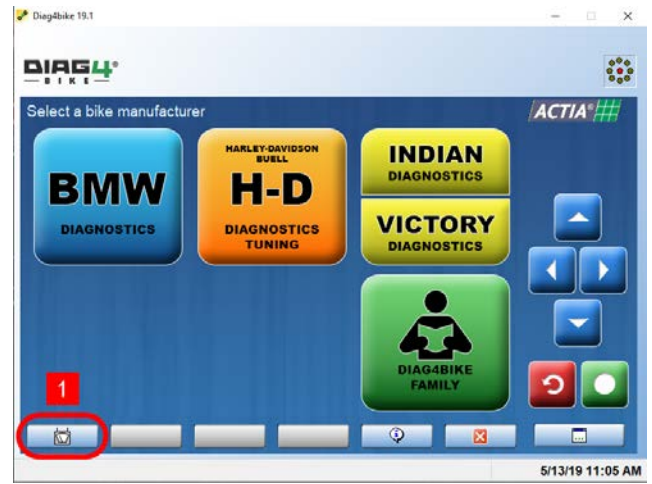 Diag4bike 19.1
DIAG4®
BIKE
Select a bike manufacturer
ACTIA®
BMW
DIAGNOSTICS
HARLEY-DAVIDSON
BUELL
H-D
DIAGNOSTICS
TUNING
INDIAN
DIAGNOSTICS
VICTORY
DIAGNOSTICS
DIAG4BIKE
FAMILY
1
5/13/19 11:05 AM